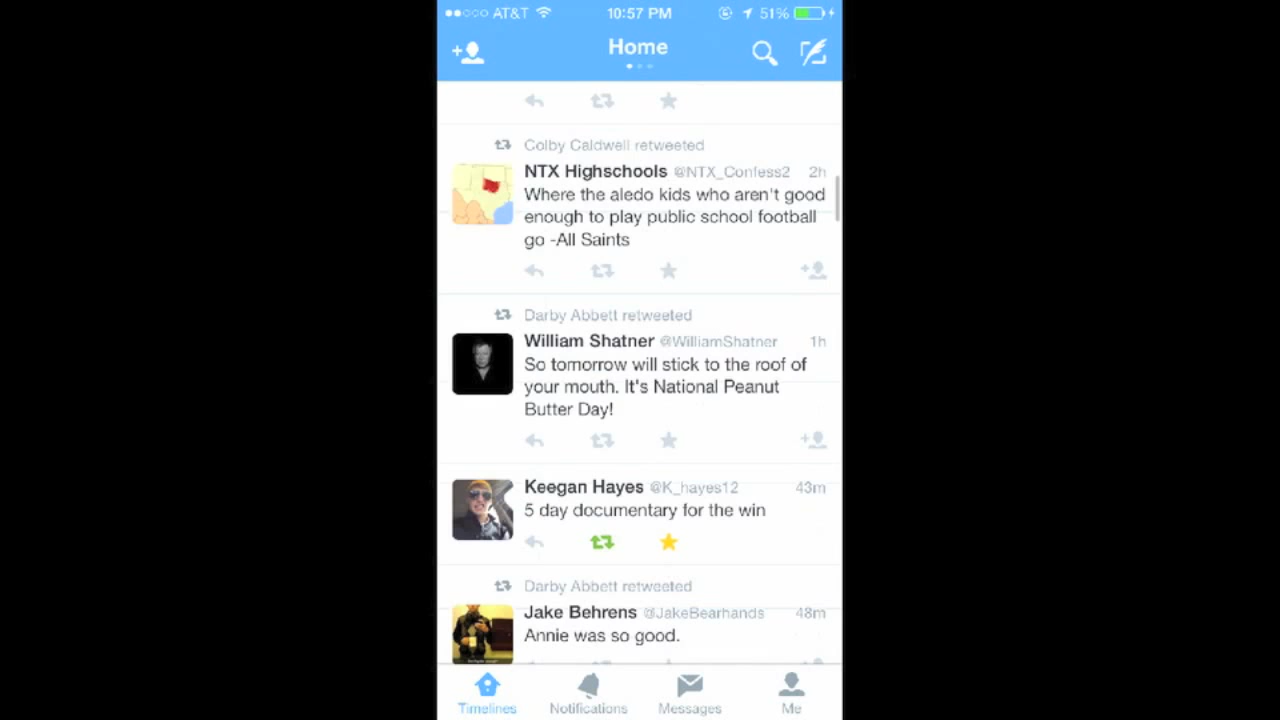 AT&T 10:57 PM 51%
Home
Colby Caldwell retweeted
NTX Highschools @NTX_Confess2 2h
Where the aledo kids who aren't good
enough to play public school football
go -All Saints
Darby Abbett retweeted
William Shatner @WilliamShatner 1h
So tomorrow will stick to the roof of
your mouth. It's National Peanut
Butter Day!
Keegan Hayes @K_hayes12 43m
5 day documentary for the win
Darby Abbett retweeted
Jake Behrens @JakeBearhands 48m
Annie was so good.
Timelines Notifications Messages Me